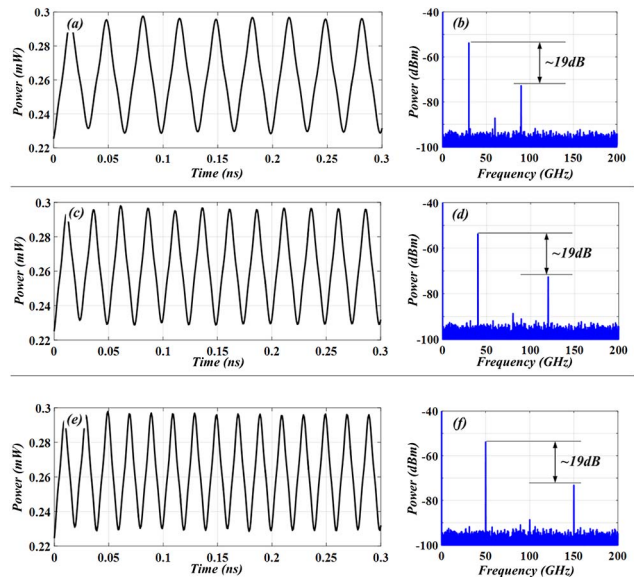 (a)
Power (mW)
0.3
0.28
0.26
0.24
0.22
0 0.05 0.1 0.15 0.2 0.25 0.3
Time (ns)
(b)
Power (dBm)
-40
-60
-80
-100
~19dB
0 50 100 150 200
Frequency (GHz)
(c)
Power (mW)
0.3
0.28
0.26
0.24
0.22
0 0.05 0.1 0.15 0.2 0.25 0.3
Time (ns)
(d)
Power (dBm)
-40
-60
-80
-100
~19dB
0 50 100 150 200
Frequency (GHz)
(e)
Power (mW)
0.3
0.28
0.26
0.24
0.22
0 0.05 0.1 0.15 0.2 0.25 0.3
Time (ns)
(f)
Power (dBm)
-40
-60
-80
-100
~19dB
0 50 100 150 200
Frequency (GHz)